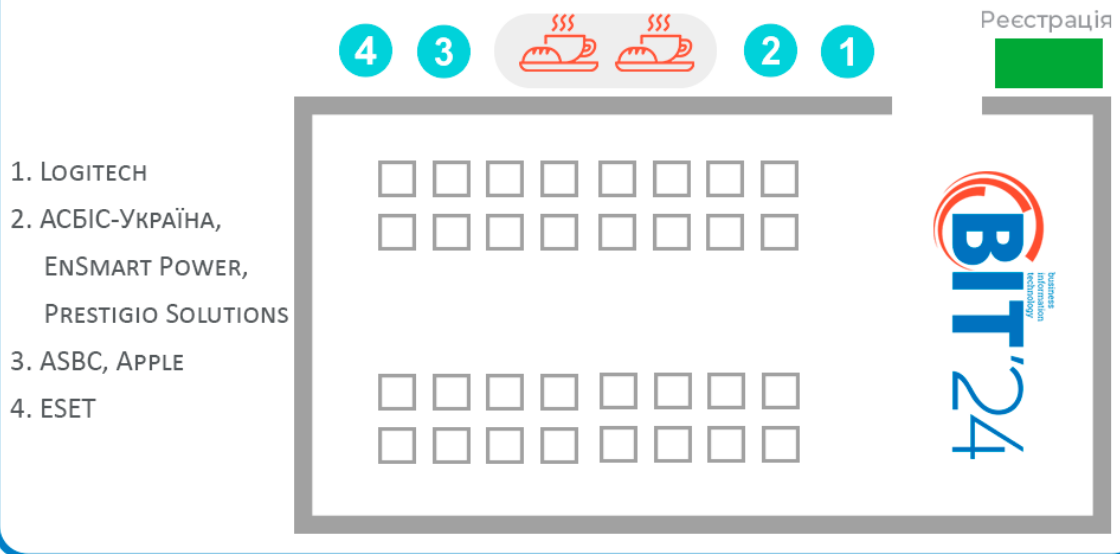 Реєстрація
4 3 2 1
1. Logitech
2. АСБІС-Україна,
EnSmart Power,
Prestigio Solutions
3. ASBC, Apple
4. ESET
BIT'24
business
information
technology